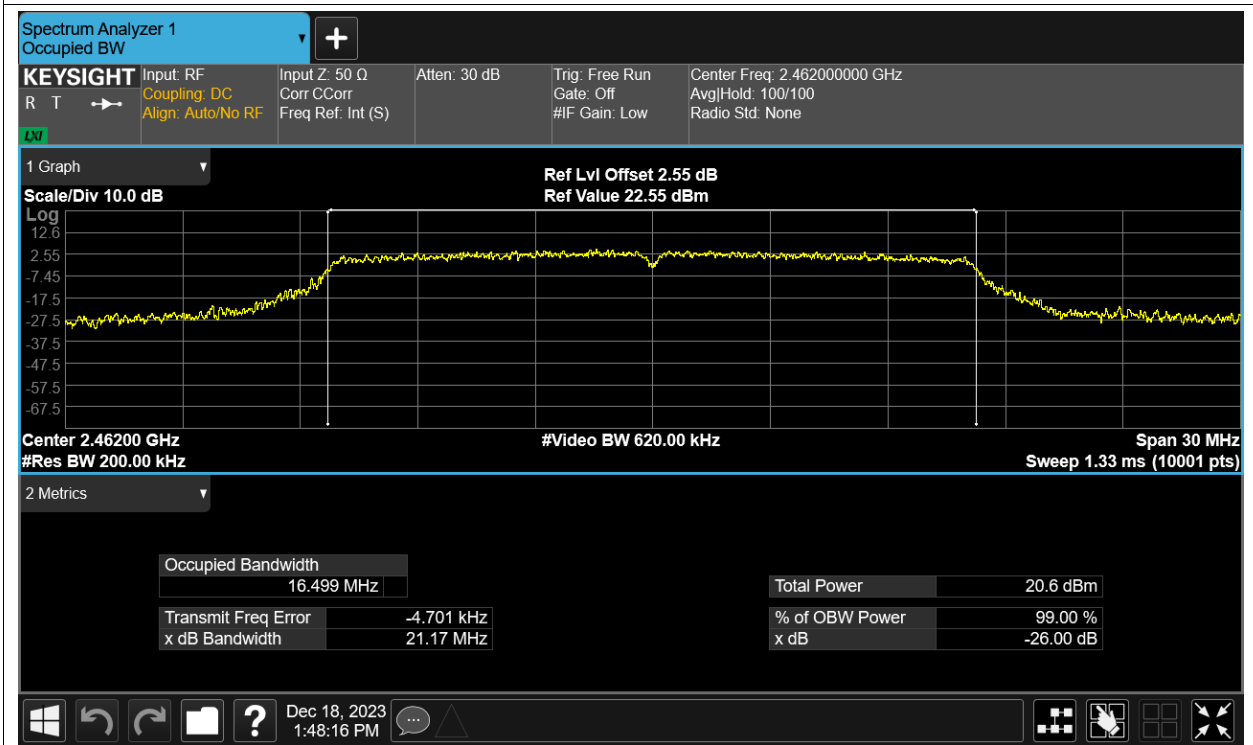 Spectrum Analyzer 1
Occupied BW
KEYSIGHT
R T
LXI
Input: RF
Coupling: DC
Align: Auto/No RF
Input Z: 50 Ω
Corr CCorr
Freq Ref: Int (S)
Atten: 30 dB
Trig: Free Run
Gate: Off
#IF Gain: Low
Center Freq: 2.462000000 GHz
Avg|Hold: 100/100
Radio Std: None
1 Graph
Scale/Div 10.0 dB
Ref Lvl Offset 2.55 dB
Ref Value 22.55 dBm
Log
12.6
2.55
-7.45
-17.5
-27.5
-37.5
-47.5
-57.5
-67.5
Center 2.46200 GHz
#Res BW 200.00 kHz
#Video BW 620.00 kHz
Span 30 MHz
Sweep 1.33 ms (10001 pts)
2 Metrics
Occupied Bandwidth
16.499 MHz
Transmit Freq Error -4.701 kHz
x dB Bandwidth 21.17 MHz
Total Power 20.6 dBm
% of OBW Power 99.00 %
x dB -26.00 dB
?
Dec 18, 2023
1:48:16 PM